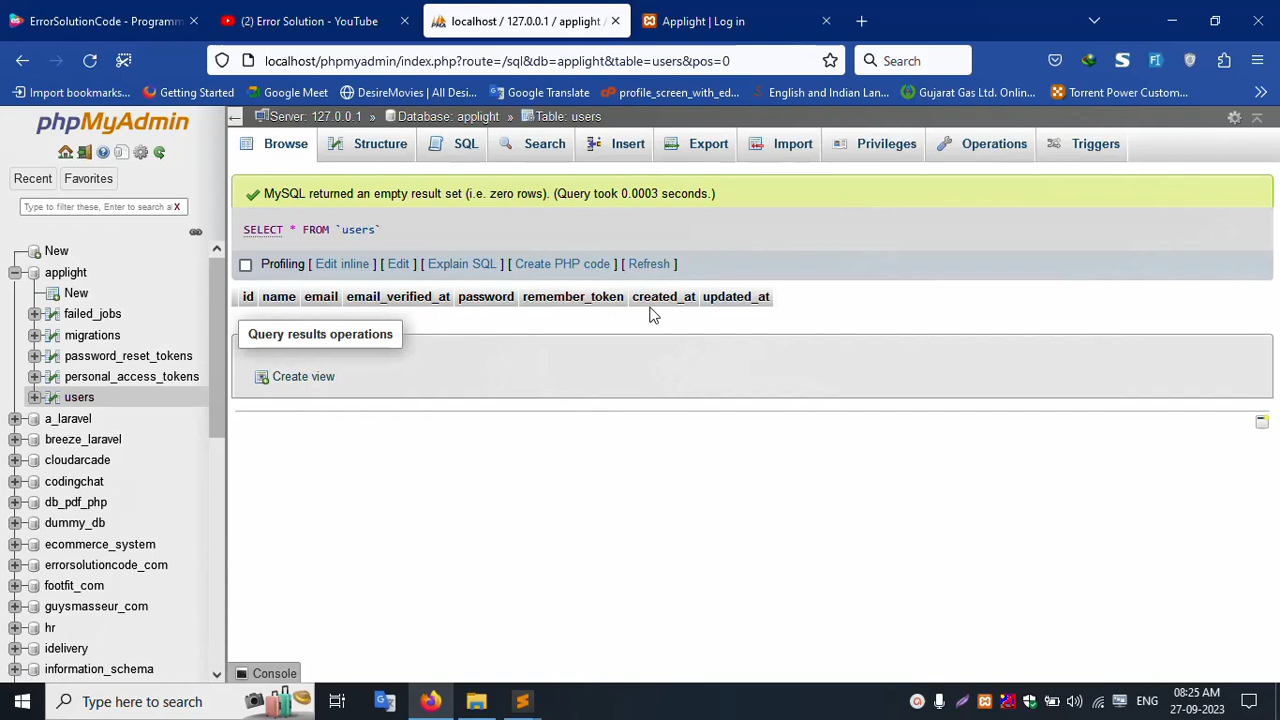 ErrorSolutionCode - Programm
(2) Error Solution - YouTube
localhost / 127.0.0.1 / applight /
Applight | Log in
localhost/phpmyadmin/index.php?route=/sql&db=applight&table=users&pos=0
Search
Import bookmarks...
Getting Started
Google Meet
DesireMovies | All Desi...
Google Translate
profile_screen_with_ed...
English and Indian Lan...
Gujarat Gas Ltd. Onlin...
Torrent Power Custom...
phpMyAdmin
Recent
Favorites
Type to filter these, Enter to search al X
New
applight
New
failed_jobs
migrations
password_reset_tokens
personal_access_tokens
users
a_laravel
breeze_laravel
cloudarcade
codingchat
db_pdf_php
dummy_db
ecommerce_system
errorsolutioncode_com
footfit_com
guysmasseur_com
hr
idelivery
information_schema
Server: 127.0.0.1 » Database: applight » Table: users
Browse Structure SQL Search Insert Export Import Privileges Operations Triggers
MySQL returned an empty result set (i.e. zero rows). (Query took 0.0003 seconds.)
SELECT * FROM `users`
Profiling [ Edit inline ] [ Edit ] [ Explain SQL ] [ Create PHP code ] [ Refresh ]
id name email email_verified_at password remember_token created_at updated_at
Query results operations
Create view
Console
Type here to search
ENG
08:25 AM
27-09-2023